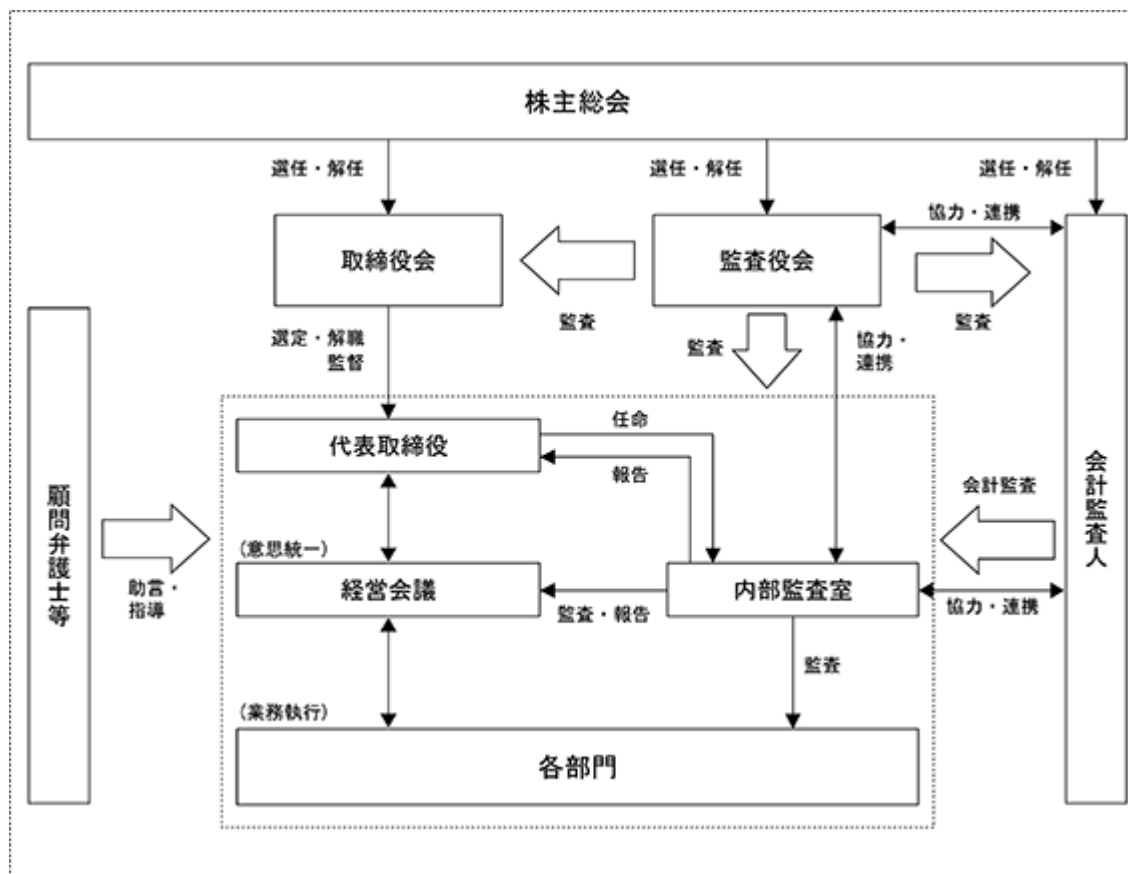 株主総会
選任・解任
選任・解任
選任・解任
協力・連携
取締役会
監査役会
監査
監査
選定・解職
監督
監査
協力・
連携
代表取締役
任命
報告
会計監査人
会計監査
顧問弁護士等
助言・
指導
(意思統一)
経営会議
監査・報告
内部監査室
協力・連携
監査
(業務執行)
各部門